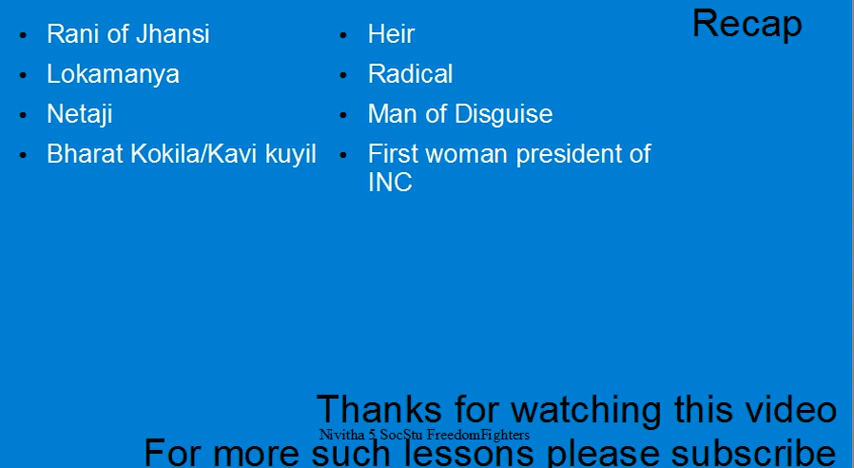 Recap
Rani of Jhansi
Lokamanya
Netaji
Bharat Kokila/Kavi kuyil
Heir
Radical
Man of Disguise
First woman president of
INC
Thanks for watching this video
Nivitha 5 SocStu FreedomFighters
For more such lessons please subscribe